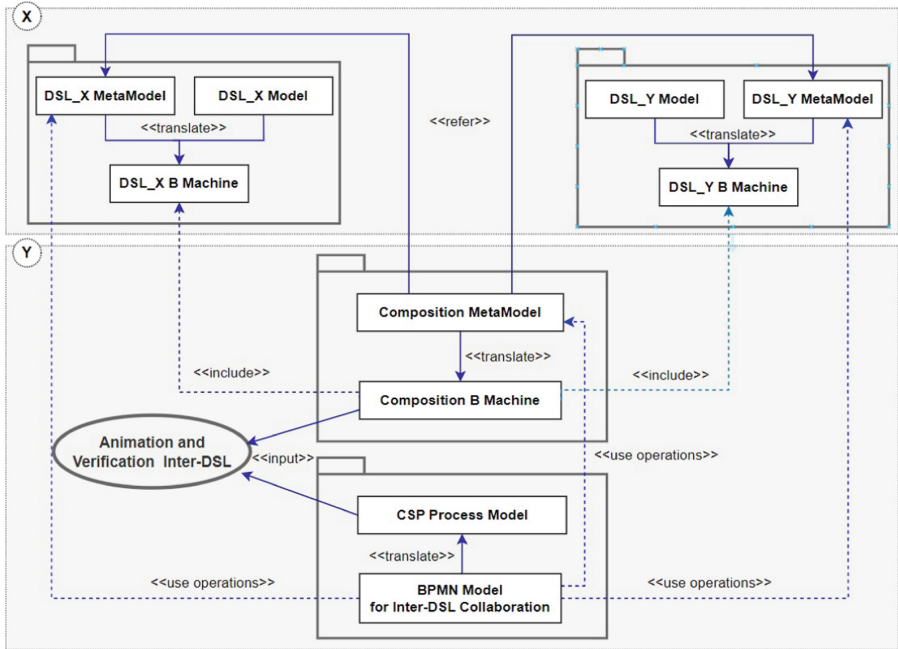 X
DSL_X MetaModel
DSL_X Model
<<translate>>
DSL_X B Machine
<<refer>>
DSL_Y Model
DSL_Y MetaModel
<<translate>>
DSL_Y B Machine
Y
Composition MetaModel
<<translate>>
<<include>>
<<include>>
Composition B Machine
Animation and
Verification Inter-DSL
<<input>>
<<use operations>>
CSP Process Model
<<translate>>
<<use operations>>
<<use operations>>
BPMN Model
for Inter-DSL Collaboration